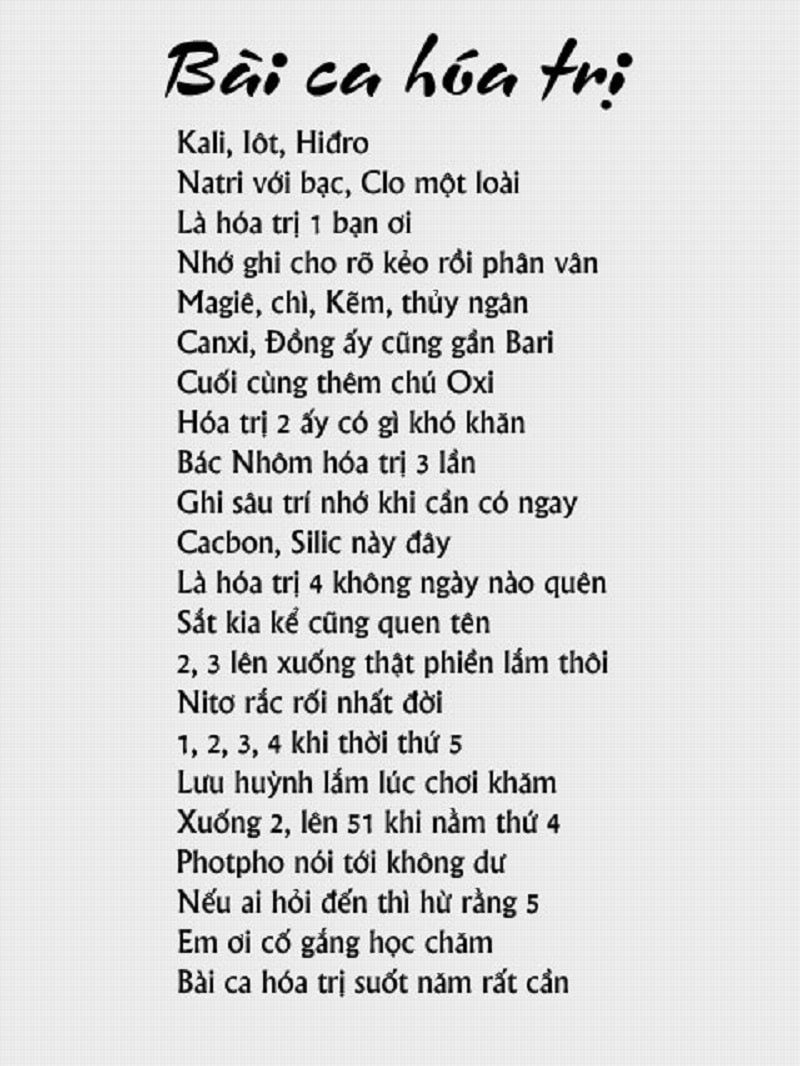 Bài ca hóa trị
Kali, Iôt, Hiđro
Natri với bạc, Clo một loài
Là hóa trị 1 bạn ơi
Nhớ ghi cho rõ kẻo rồi phân vân
Magiê, chì, Kẽm, thủy ngân
Canxi, Đồng ấy cũng gần Bari
Cuối cùng thêm chú Oxi
Hóa trị 2 ấy có gì khó khăn
Bác Nhôm hóa trị 3 lần
Ghi sâu trí nhớ khi cần có ngay
Cacbon, Silic này đây
Là hóa trị 4 không ngày nào quên
Sắt kia kể cũng quen tên
2, 3 lên xuống thật phiền lắm thôi
Nitơ rắc rối nhất đời
1, 2, 3, 4 khi thời thứ 5
Lưu huỳnh lắm lúc chơi khăm
Xuống 2, lên 51 khi nằm thứ 4
Photpho nói tới không dư
Nếu ai hỏi đến thì hừ rằng 5
Em ơi cố gắng học chăm
Bài ca hóa trị suốt năm rất cần